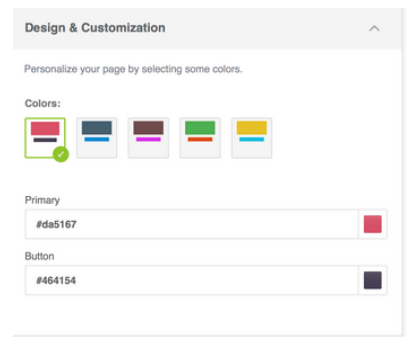 Design & Customization
Personalize your page by selecting some colors.
Colors:
Primary
#da5167
Button
#464154